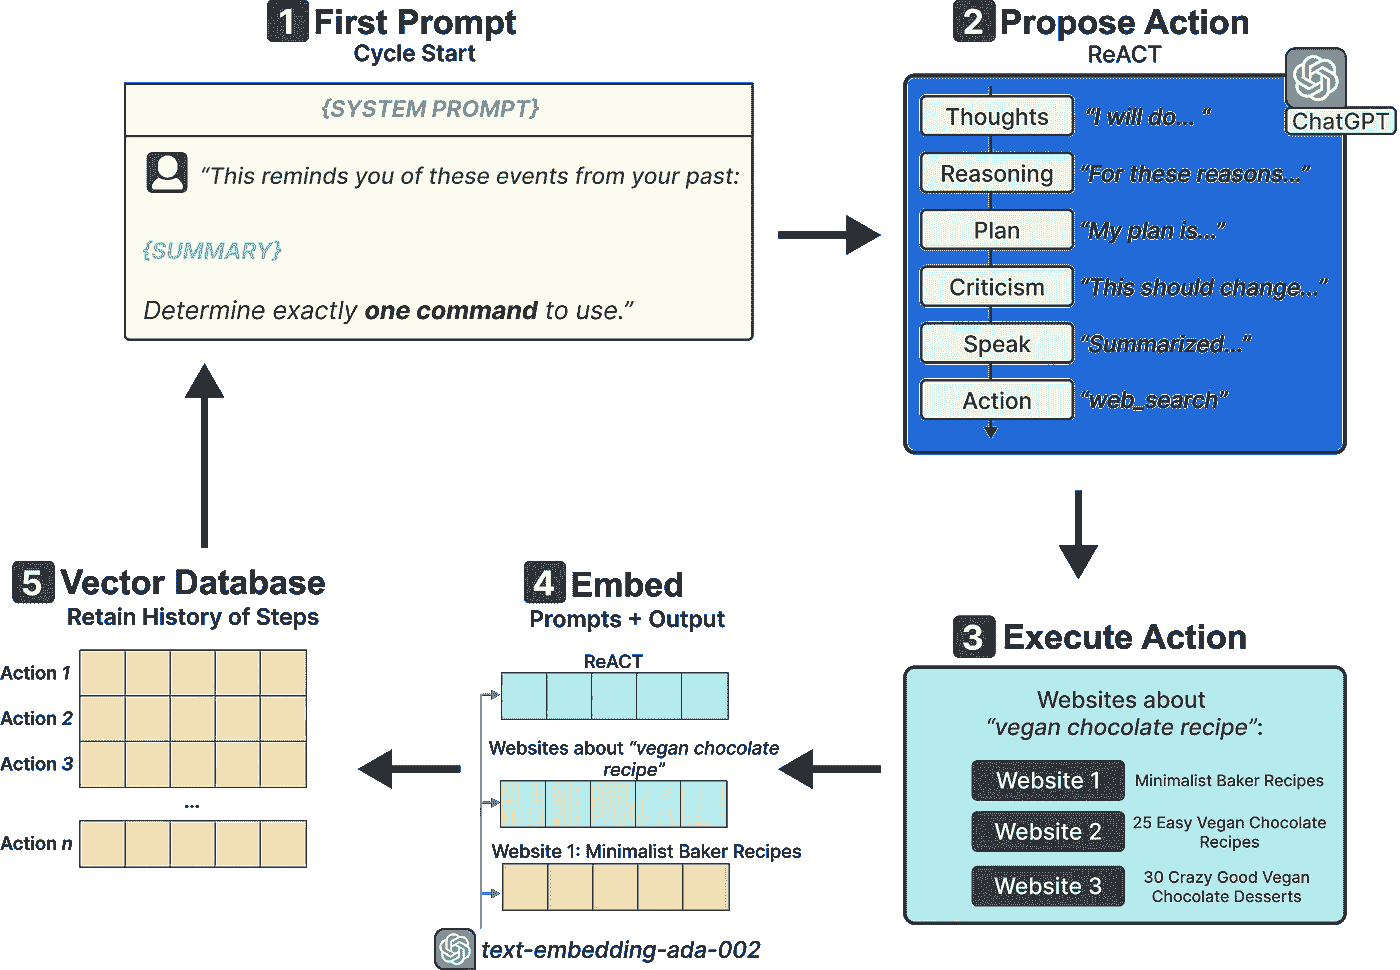 1 First Prompt
Cycle Start
{SYSTEM PROMPT}
“This reminds you of these events from your past:
{SUMMARY}
Determine exactly one command to use.”
2 Propose Action
ReACT
ChatGPT
Thoughts “I will do... “
Reasoning “For these reasons...”
Plan “My plan is...”
Criticism “This should change...”
Speak “Summarized...”
Action “web_search”
3 Execute Action
Websites about
“vegan chocolate recipe”:
Website 1 Minimalist Baker Recipes
Website 2 25 Easy Vegan Chocolate
Recipes
Website 3 30 Crazy Good Vegan
Chocolate Desserts
4 Embed
Prompts + Output
ReACT
Websites about “vegan chocolate
recipe”
Website 1: Minimalist Baker Recipes
text-embedding-ada-002
5 Vector Database
Retain History of Steps
Action 1
Action 2
Action 3
...
Action n